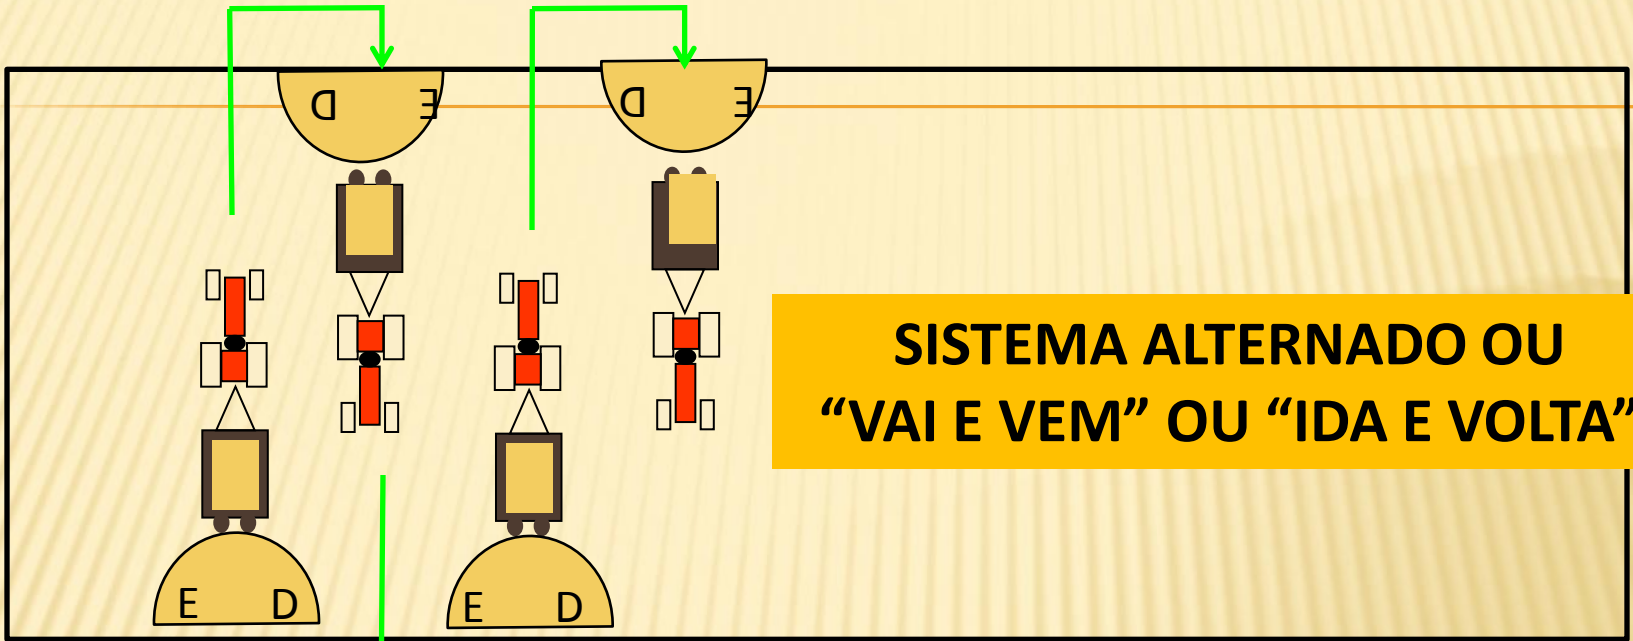 D E D E
SISTEMA ALTERNADO OU
“VAI E VEM” OU “IDA E VOLTA”
E D E D